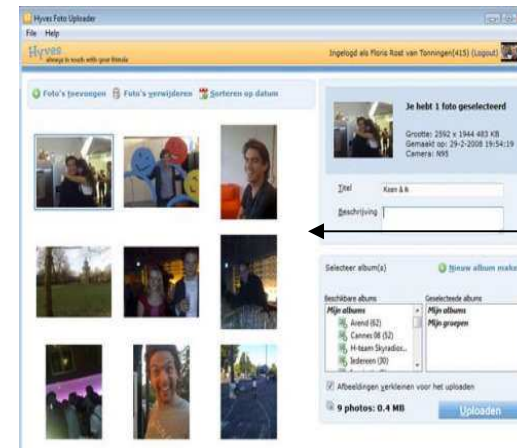 Hyves Foto Uploader
File Help
Hyves
always in touch with your friends
Ingelogd als Floris Rost van Tonningen(415) (Logout)
Foto's toevoegen Foto's verwijderen Sorteren op datum
Je hebt 1 foto geselecteerd
Grootte: 2592 x 1944 483 KB
Gemaakt op: 29-2-2008 19:54:19
Camera: N95
Titel
Koen & ik
Beschrijving
Selecteer album(s) Nieuw album make
Beschikbare albums Geselecteerde albums
Mijn albums Mijn albums
Arend (62) Mijn groepen
Cannes 08 (52)
H-team Skyradio...
Iedereen (30)
Afbeeldingen verkleinen voor het uploaden
9 photos: 0.4 MB Uploaden